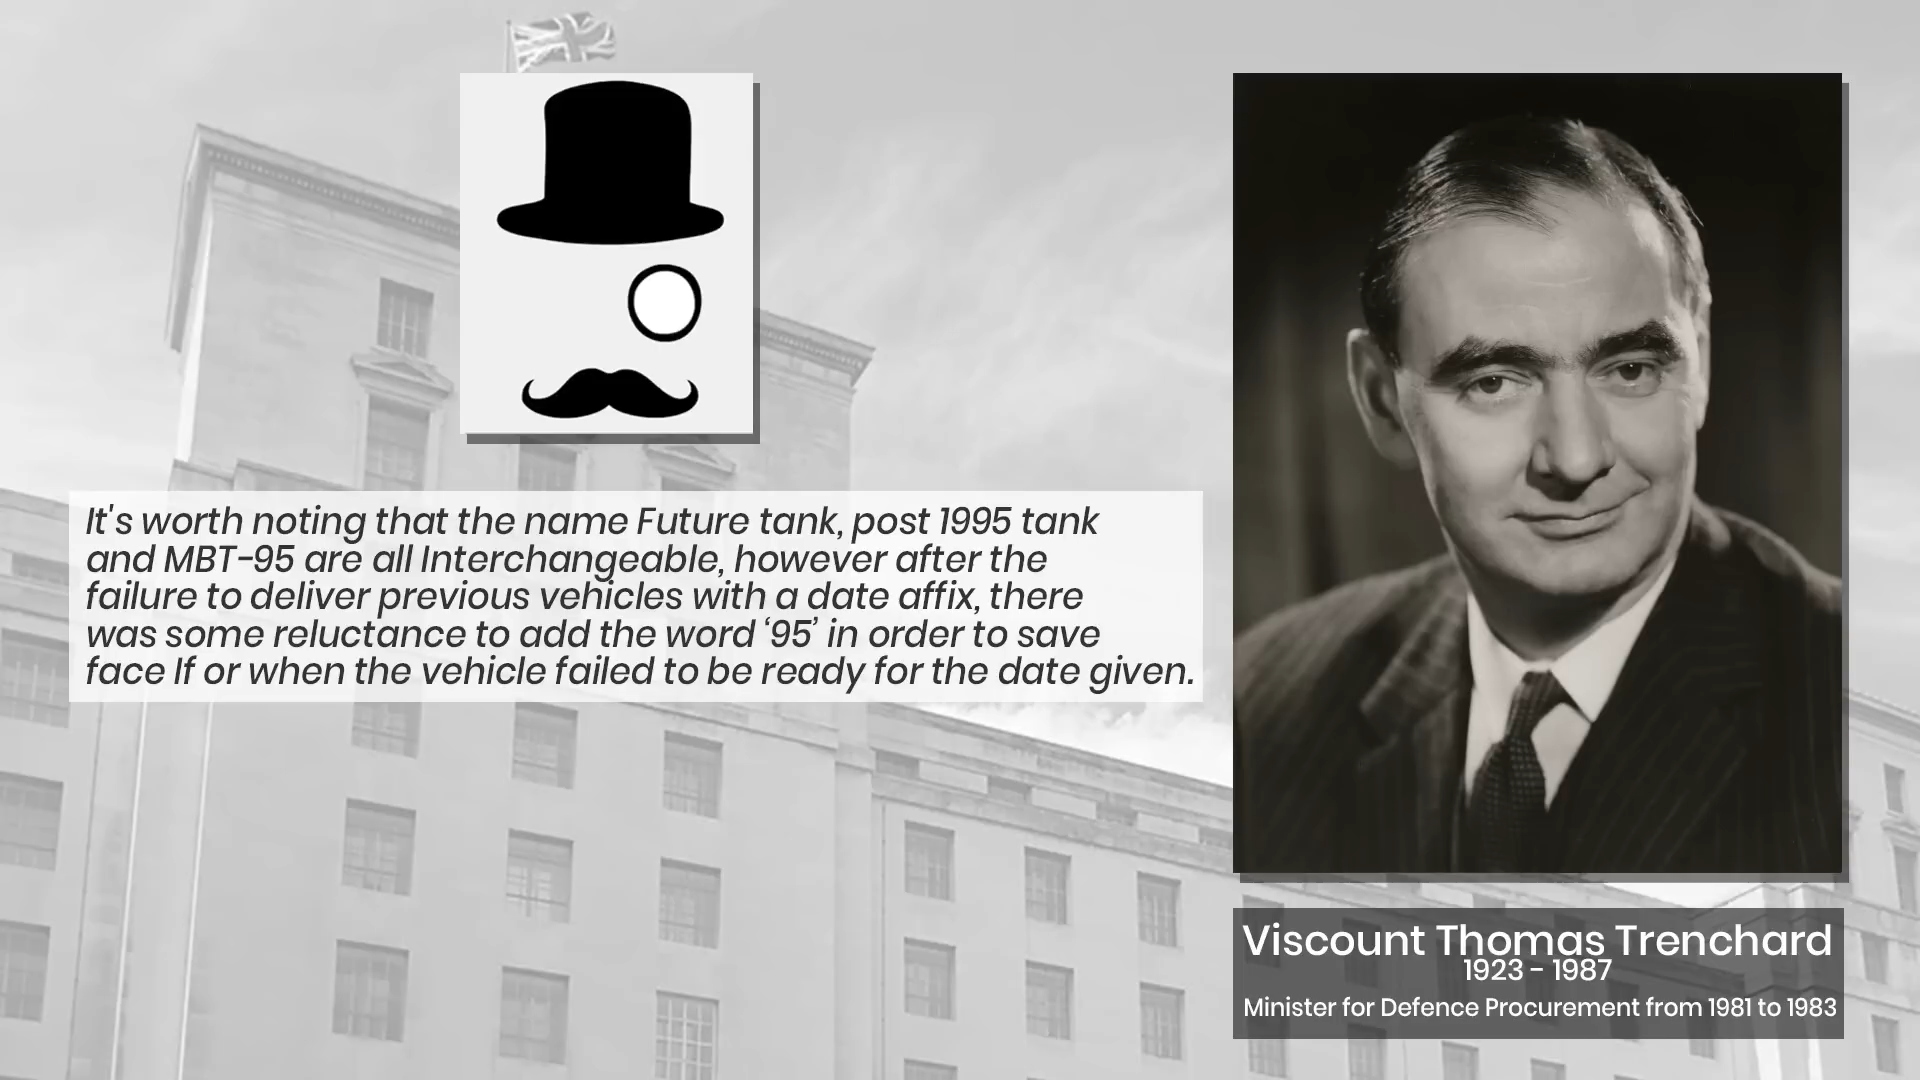 It's worth noting that the name Future tank, post 1995 tank
and MBT-95 are all Interchangeable, however after the
failure to deliver previous vehicles with a date affix, there
was some reluctance to add the word ‘95’ in order to save
face If or when the vehicle failed to be ready for the date given.
Viscount Thomas Trenchard
1923 - 1987
Minister for Defence Procurement from 1981 to 1983